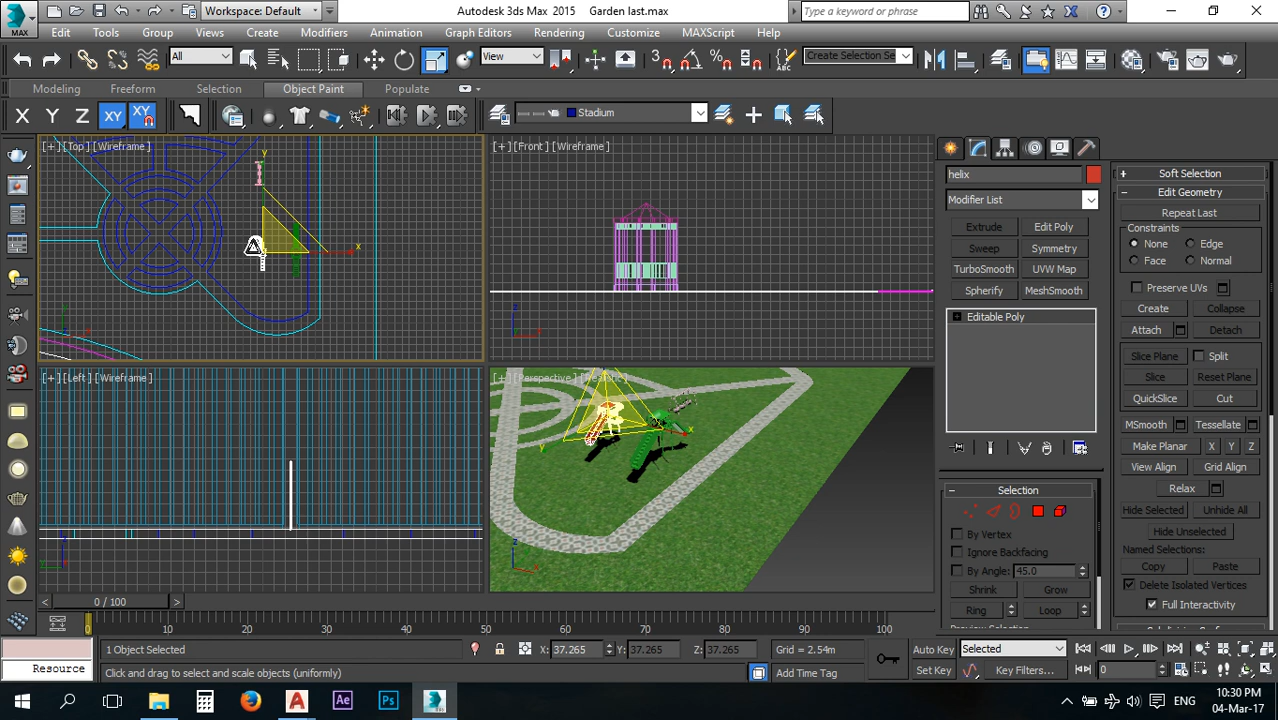 MAX
Workspace: Default
Autodesk 3ds Max 2015 Garden last.max
Type a keyword or phrase
Edit Tools Group Views Create Modifiers Animation Graph Editors Rendering Customize MAXScript Help
All
View
3
Create Selection Se
Modeling Freeform Selection Object Paint Populate
X Y Z XY XY
Stadium
[+] [Top] [Wireframe]
y
x
[+] [Front] [Wireframe]
[+] [Left] [Wireframe]
[+] [Perspective]
helix
Modifier List
Extrude Edit Poly
Sweep Symmetry
TurboSmooth UVW Map
Spherify MeshSmooth
Editable Poly
Selection
By Vertex
Ignore Backfacing
By Angle: 45.0
Shrink Grow
Ring Loop
Soft Selection
Edit Geometry
Repeat Last
Constraints
None Edge
Face Normal
Preserve UVs
Create Collapse
Attach Detach
Slice Plane Split
Slice Reset Plane
QuickSlice Cut
MSmooth Tessellate
Make Planar X Y Z
View Align Grid Align
Relax
Hide Selected Unhide All
Hide Unselected
Named Selections:
Copy Paste
Delete Isolated Vertices
Full Interactivity
< 0 / 100 >
0 10 20 30 40 50 60 70 80 90 100
1 Object Selected
X: 37.265 Y: 37.265 Z: 37.265 Grid = 2.54m
Auto Key Selected
Resource
Click and drag to select and scale objects (uniformly)
Add Time Tag
Set Key Key Filters... 0
Ae Ps
ENG
10:30 PM
04-Mar-17